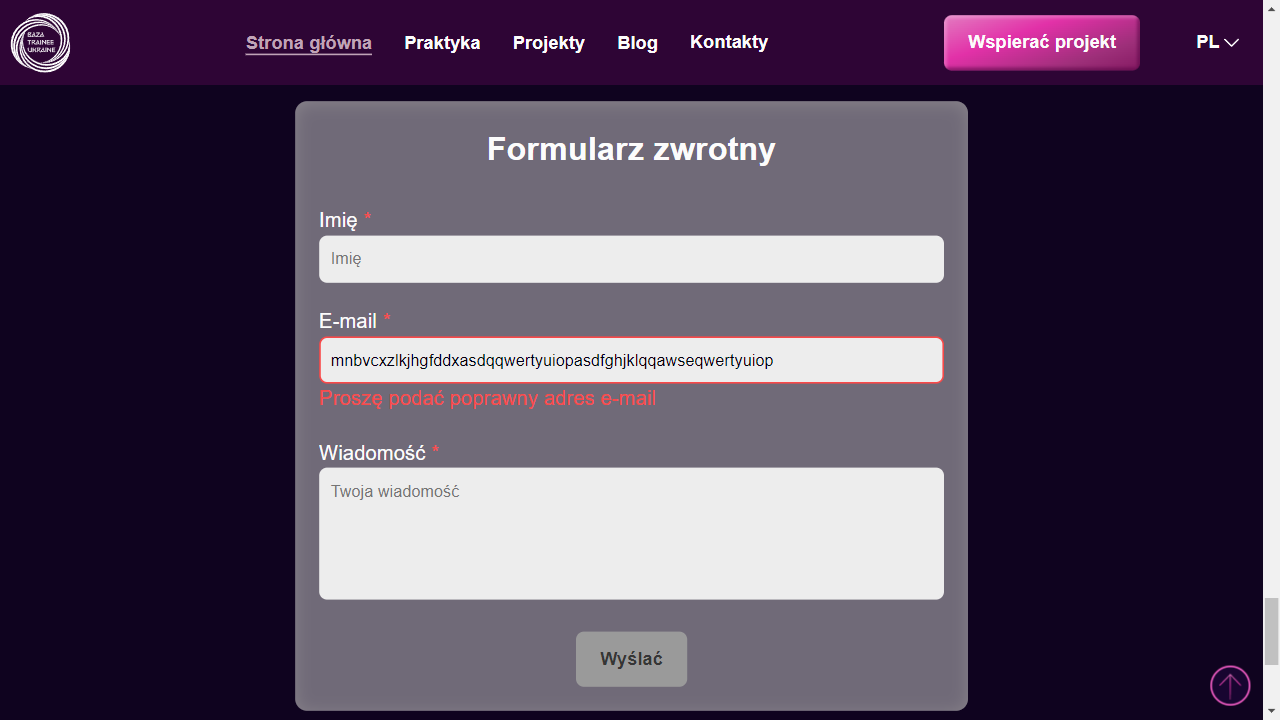 BAZA
TRAINEE
UKRAINE
Strona główna
Praktyka
Projekty
Blog
Kontakty
Wspierać projekt
PL
Formularz zwrotny
Imię *
Imię
E-mail *
mnbvcxzlkjhgfddxasdqqwertyuiopasdfghjklqqawseqwertyuiop
Proszę podać poprawny adres e-mail
Wiadomość *
Twoja wiadomość
Wyślać